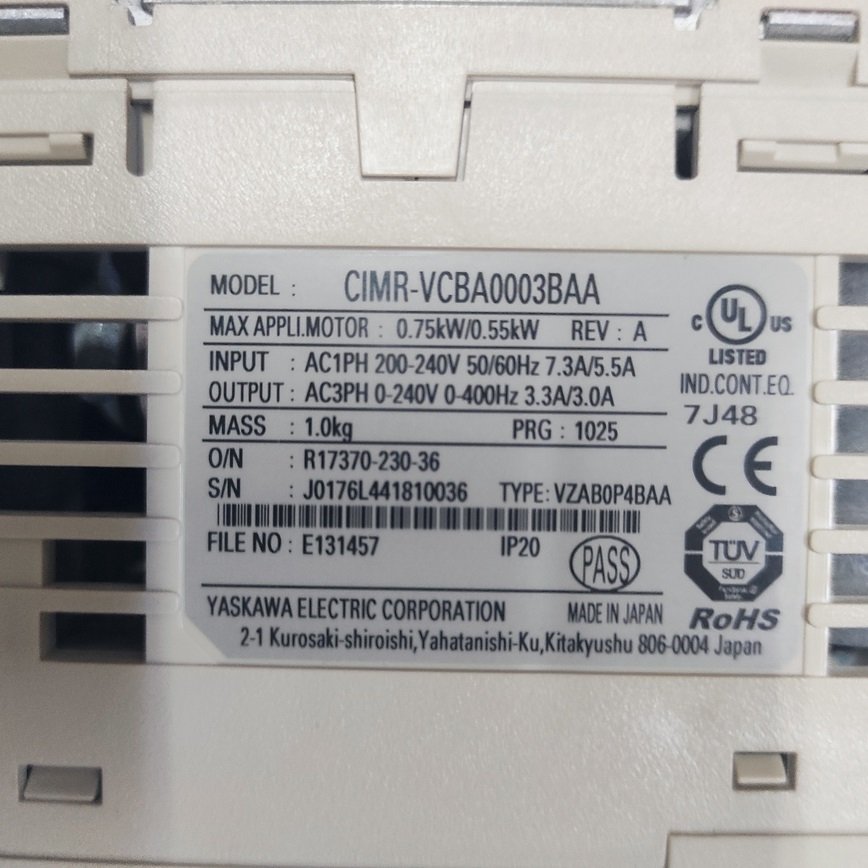 MODEL : CIMR-VCBA0003BAA
MAX APPLI.MOTOR : 0.75kW/0.55kW REV : A
INPUT : AC1PH 200-240V 50/60Hz 7.3A/5.5A
OUTPUT : AC3PH 0-240V 0-400Hz 3.3A/3.0A
MASS : 1.0kg PRG : 1025
O/N : R17370-230-36
S/N : J0176L441810036 TYPE: VZAB0P4BAA
FILE NO : E131457 IP20 PASS
YASKAWA ELECTRIC CORPORATION MADE IN JAPAN
2-1 Kurosaki-shiroishi,Yahatanishi-Ku,Kitakyushu 806-0004 Japan
C UL US
LISTED
IND.CONT.EQ.
7J48
CE
TÜV
SÜD
RoHS